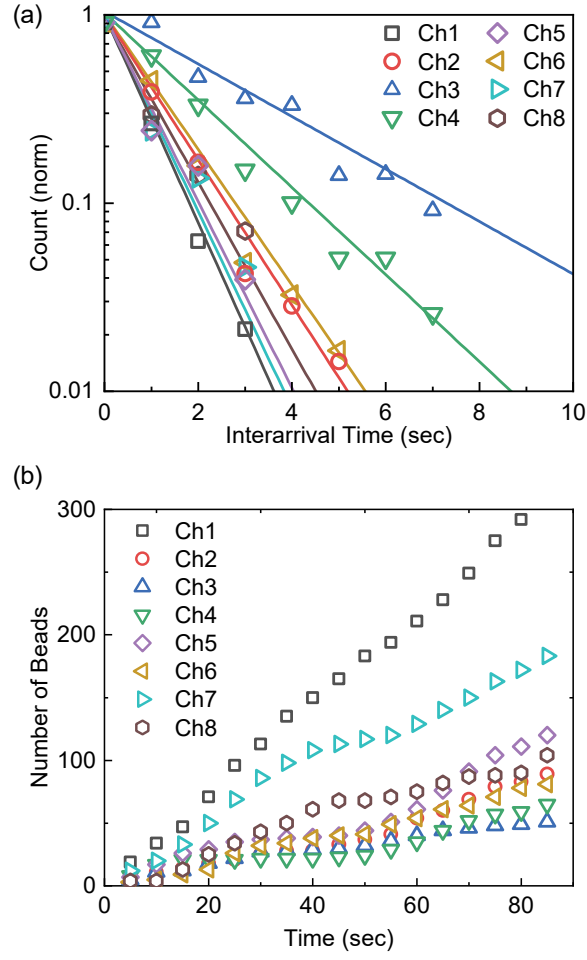 (a)
1
0.1
0.01
Count (norm)
Ch1 Ch5
Ch2 Ch6
Ch3 Ch7
Ch4 Ch8
0 2 4 6 8 10
Interarrival Time (sec)
(b)
300
200
100
0
Number of Beads
Ch1
Ch2
Ch3
Ch4
Ch5
Ch6
Ch7
Ch8
0 20 40 60 80
Time (sec)